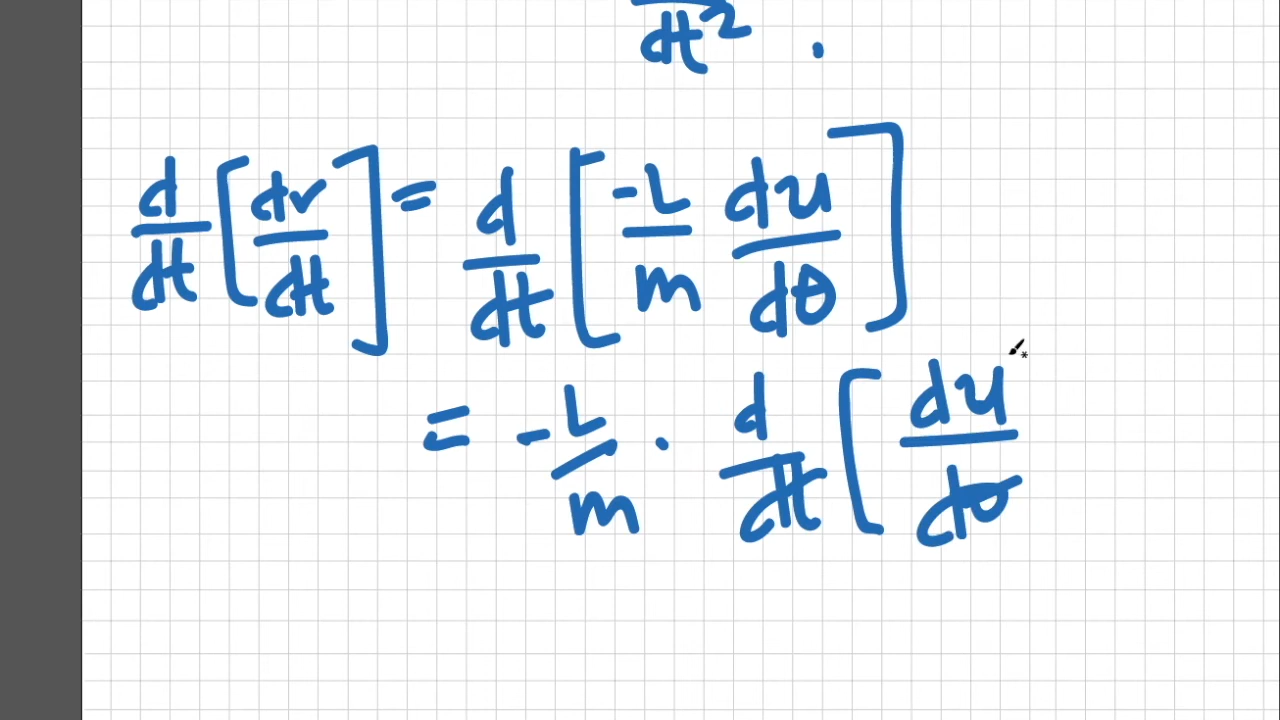 dt² .
d/dt [dr/dt] = d/dt [-L/m du/dθ]
= -L/m · d/dt [du/dθ